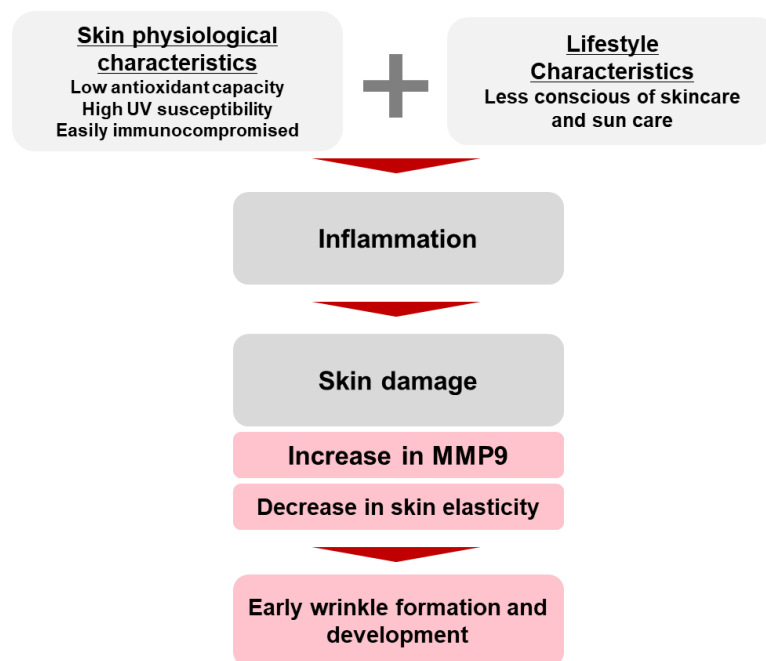 Skin physiological
characteristics
Low antioxidant capacity
High UV susceptibility
Easily immunocompromised
Lifestyle
Characteristics
Less conscious of skincare
and sun care
Inflammation
Skin damage
Increase in MMP9
Decrease in skin elasticity
Early wrinkle formation and
development